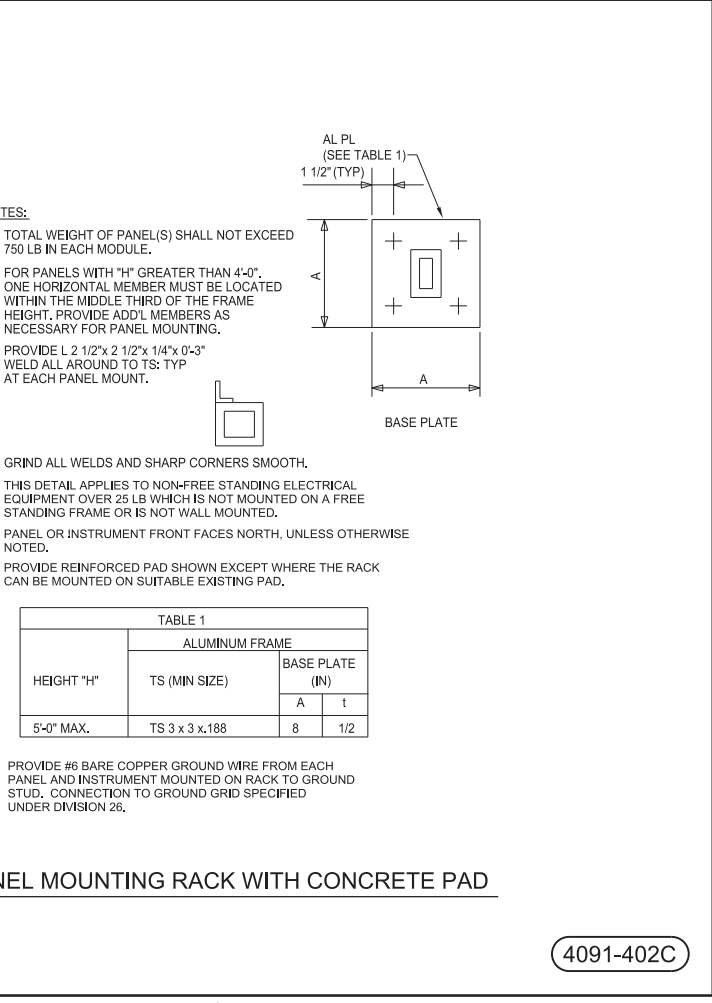 AL PL
(SEE TABLE 1)
1 1/2" (TYP)
TES:
TOTAL WEIGHT OF PANEL(S) SHALL NOT EXCEED
750 LB IN EACH MODULE.
FOR PANELS WITH "H" GREATER THAN 4'-0".
ONE HORIZONTAL MEMBER MUST BE LOCATED
WITHIN THE MIDDLE THIRD OF THE FRAME
HEIGHT. PROVIDE ADD'L MEMBERS AS
NECESSARY FOR PANEL MOUNTING.
PROVIDE L 2 1/2"x 2 1/2"x 1/4"x 0'-3"
WELD ALL AROUND TO TS: TYP
AT EACH PANEL MOUNT.
A
A
BASE PLATE
GRIND ALL WELDS AND SHARP CORNERS SMOOTH.
THIS DETAIL APPLIES TO NON-FREE STANDING ELECTRICAL
EQUIPMENT OVER 25 LB WHICH IS NOT MOUNTED ON A FREE
STANDING FRAME OR IS NOT WALL MOUNTED.
PANEL OR INSTRUMENT FRONT FACES NORTH, UNLESS OTHERWISE
NOTED.
PROVIDE REINFORCED PAD SHOWN EXCEPT WHERE THE RACK
CAN BE MOUNTED ON SUITABLE EXISTING PAD.
TABLE 1
ALUMINUM FRAME
HEIGHT "H" TS (MIN SIZE) BASE PLATE
(IN)
A t
5'-0" MAX. TS 3 x 3 x.188 8 1/2
PROVIDE #6 BARE COPPER GROUND WIRE FROM EACH
PANEL AND INSTRUMENT MOUNTED ON RACK TO GROUND
STUD. CONNECTION TO GROUND GRID SPECIFIED
UNDER DIVISION 26.
NEL MOUNTING RACK WITH CONCRETE PAD
4091-402C